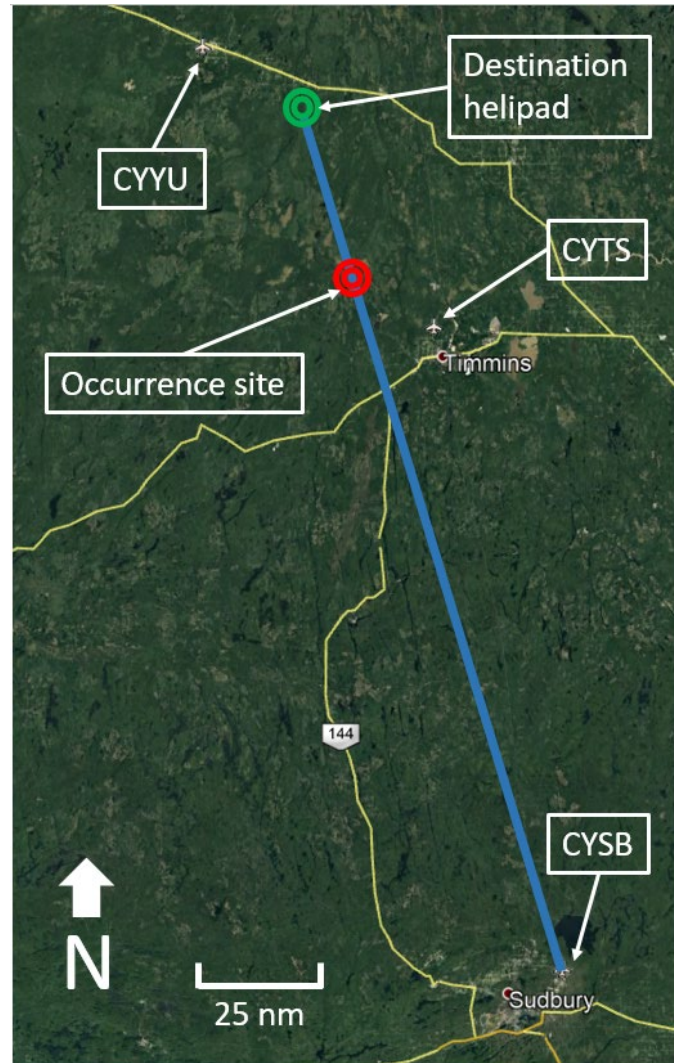 Destination
helipad
CYYU
CYTS
Timmins
Occurrence site
144
CYSB
N
25 nm
Sudbury